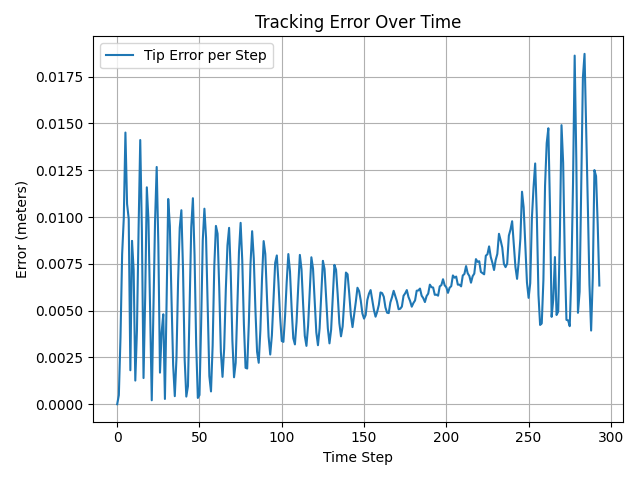 Tracking Error Over Time
Tip Error per Step
Error (meters)
0.0175
0.0150
0.0125
0.0100
0.0075
0.0050
0.0025
0.0000
0 50 100 150 200 250 300
Time Step